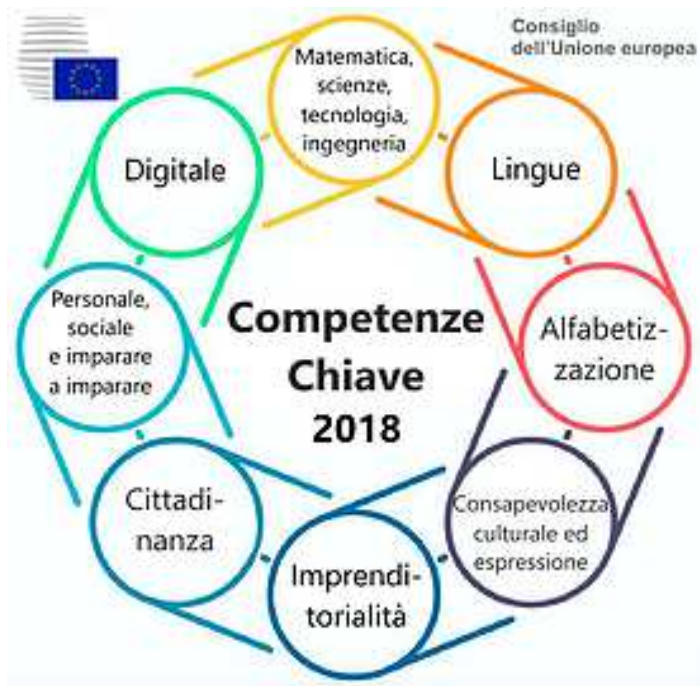 Consiglio
dell'Unione europea
Matematica,
scienze,
tecnologia,
ingegneria
Digitale
Lingue
Personale,
sociale
e imparare
a imparare
Competenze
Chiave
2018
Alfabetiz-
zazione
Cittadi-
nanza
Consapevolezza
culturale ed
espressione
Imprendi-
torialità